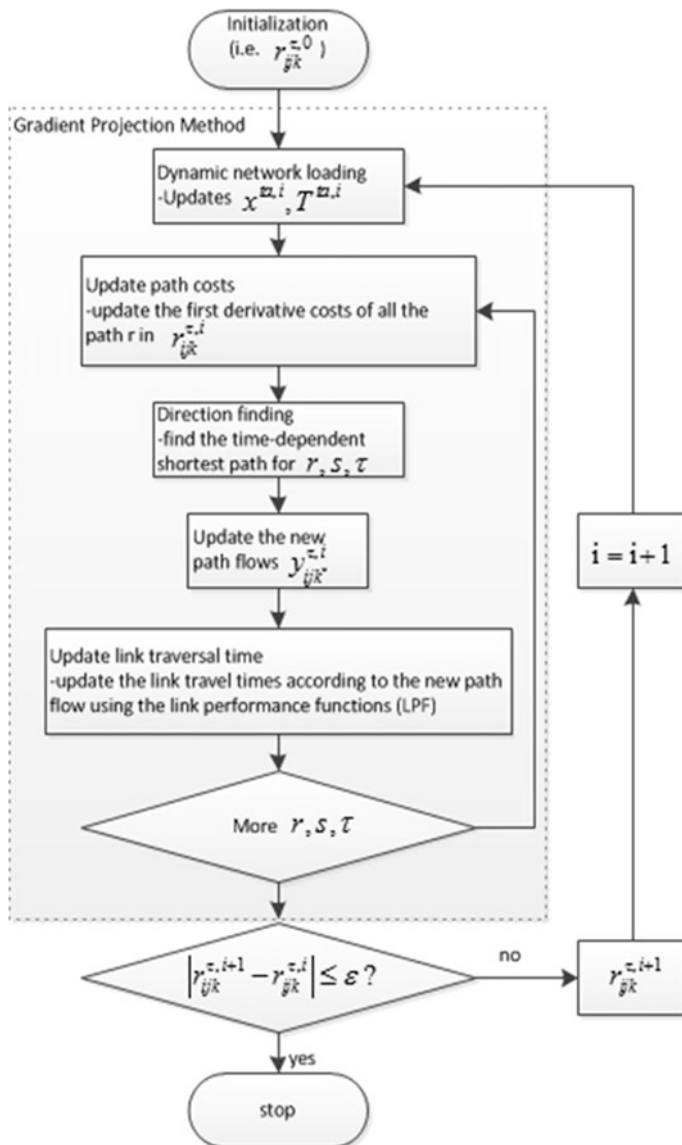 Initialization
(i.e. r_{ijk}^{τ,0} )
Gradient Projection Method
Dynamic network loading
-Updates x^{τa,i}, T^{τa,i}
Update path costs
-update the first derivative costs of all the
path r in r_{ijk}^{τ,i}
Direction finding
-find the time-dependent
shortest path for r, s, τ
Update the new
path flows y_{ijk*}^{τ,i}
Update link traversal time
-update the link travel times according to the new path
flow using the link performance functions (LPF)
More r, s, τ
|r_{ijk}^{τ,i+1} − r_{ijk}^{τ,i}| ≤ ε ?
no
r_{ijk}^{τ,i+1}
i = i+1
yes
stop